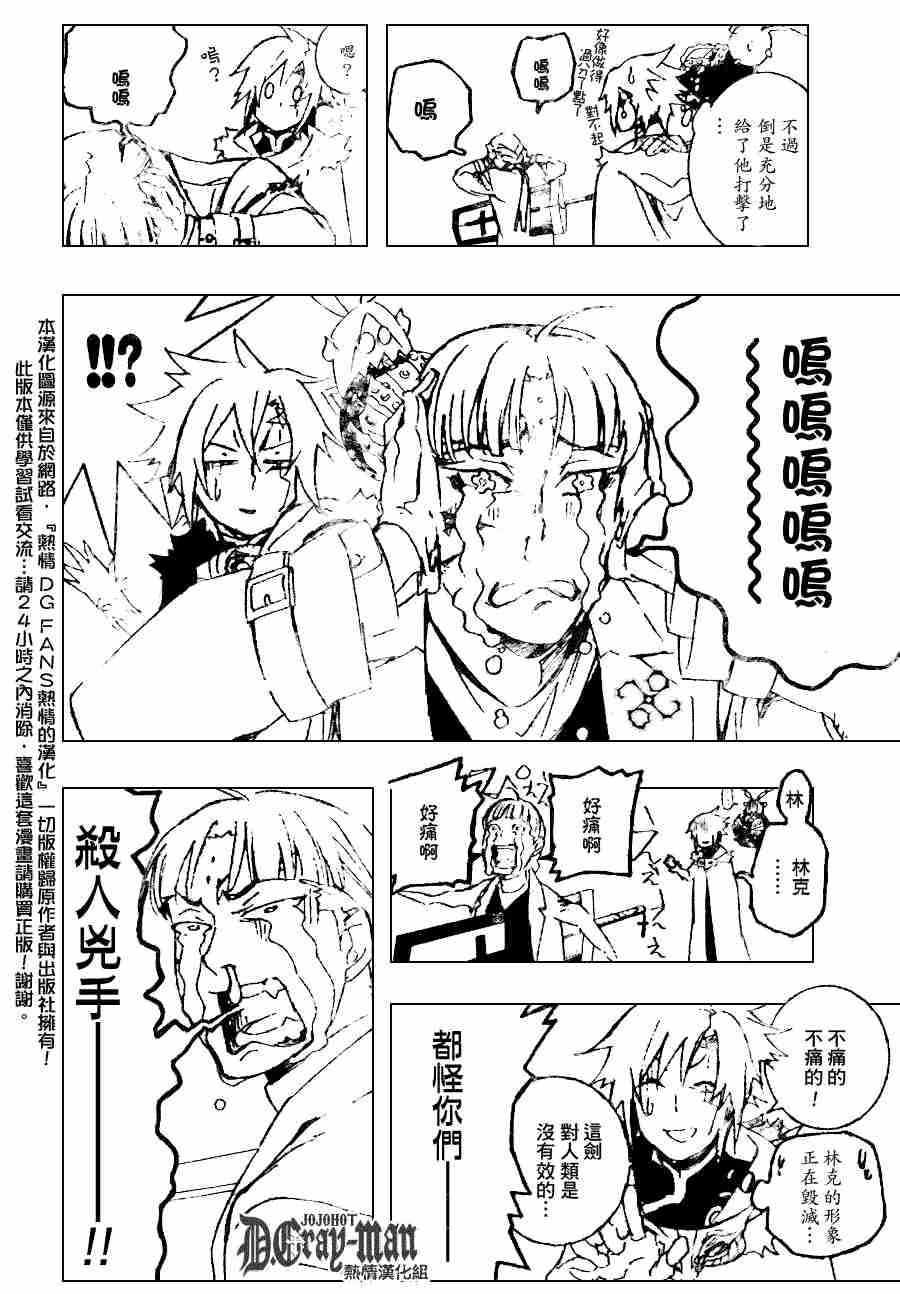 不過
倒是充分地
給了他打擊了
…
好像做得
過ㄌ了點了
對不起
嗚
嗚
嗚
嗯?
嗚?
嗚
嗚
嗚嗚嗚嗚嗚
!!?
林
林克
……
好痛啊
好痛啊
不痛的
不痛的!
林克的形象
正在毀滅…
這劍
對人類是
沒有效的…
都怪你們——
殺人兇手——!!
本漢化圖源來自於網路.『熱情 DG FANS熱情的漢化』一切版權歸原作者與出版社擁有!
此版本僅供學習試看交流…請24小時之內消除.喜歡這套漫畫請購買正版!謝謝。
JOJOHOT
D.Gray-man
熱情漢化組